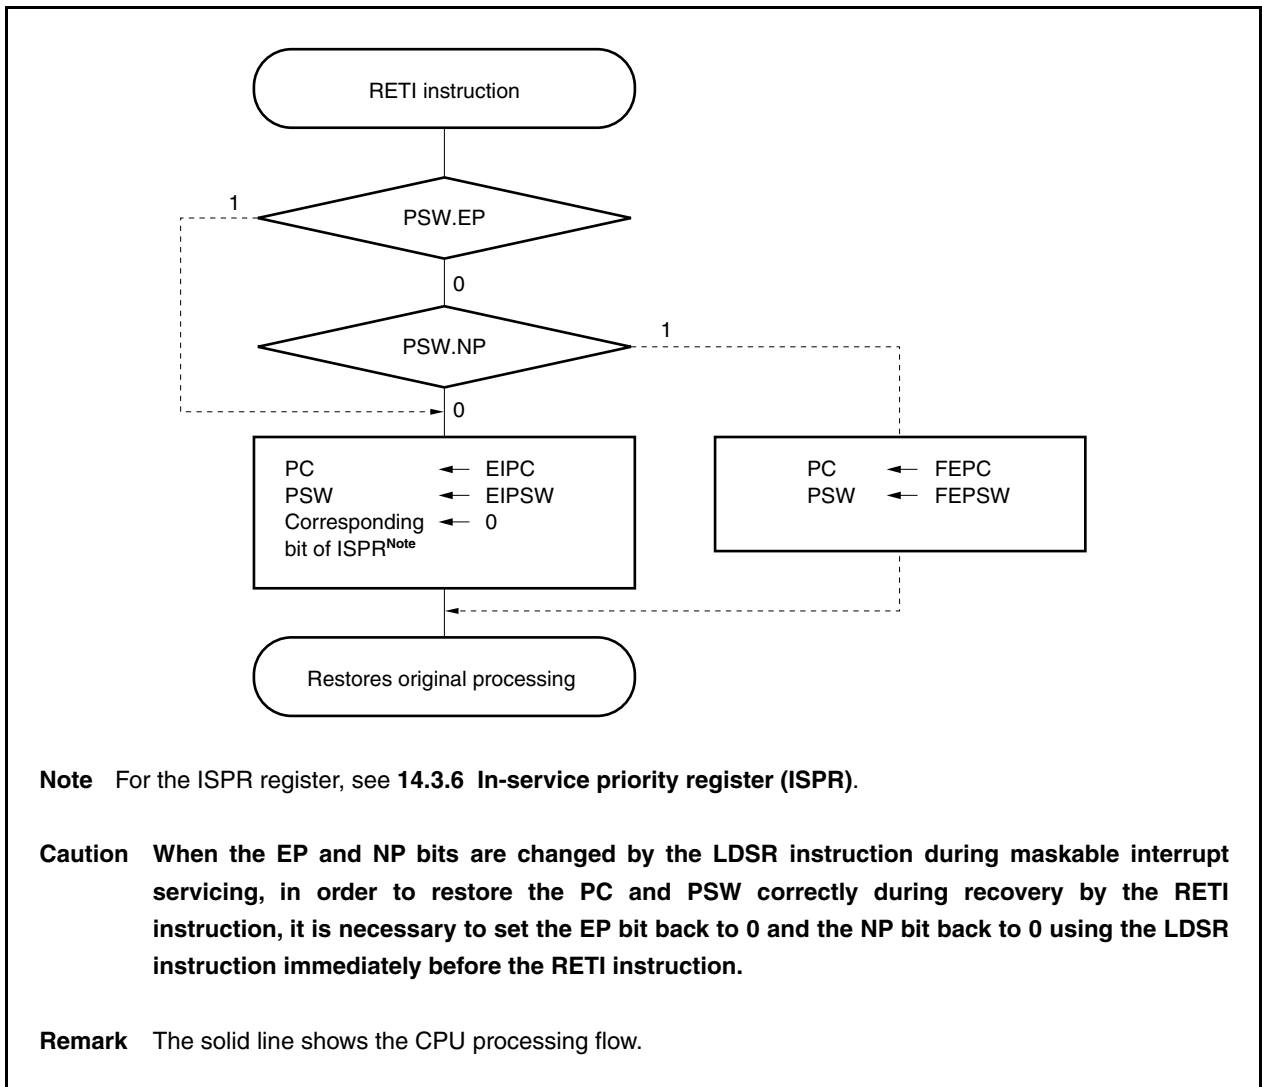 RETI instruction
1
PSW.EP
0
1
PSW.NP
0
PC ← EIPC
PSW ← EIPSW
Corresponding ← 0
bit of ISPRNote
PC ← FEPC
PSW ← FEPSW
Restores original processing
Note For the ISPR register, see 14.3.6 In-service priority register (ISPR).
Caution When the EP and NP bits are changed by the LDSR instruction during maskable interrupt
servicing, in order to restore the PC and PSW correctly during recovery by the RETI
instruction, it is necessary to set the EP bit back to 0 and the NP bit back to 0 using the LDSR
instruction immediately before the RETI instruction.
Remark The solid line shows the CPU processing flow.